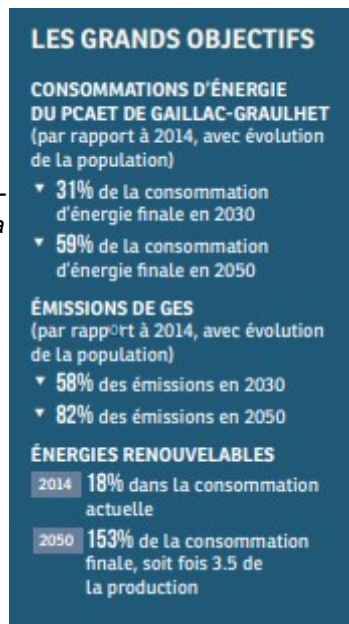 LES GRANDS OBJECTIFS
CONSOMMATIONS D'ÉNERGIE
DU PCAET DE GAILLAC-GRAULHET
(par rapport à 2014, avec évolution
de la population)
▼ 31% de la consommation
d'énergie finale en 2030
▼ 59% de la consommation
d'énergie finale en 2050
ÉMISSIONS DE GES
(par rapport à 2014, avec évolution
de la population)
▼ 58% des émissions en 2030
▼ 82% des émissions en 2050
ÉNERGIES RENOUVELABLES
2014 18% dans la consommation
actuelle
2050 153% de la consommation
finale, soit fois 3.5 de
la production